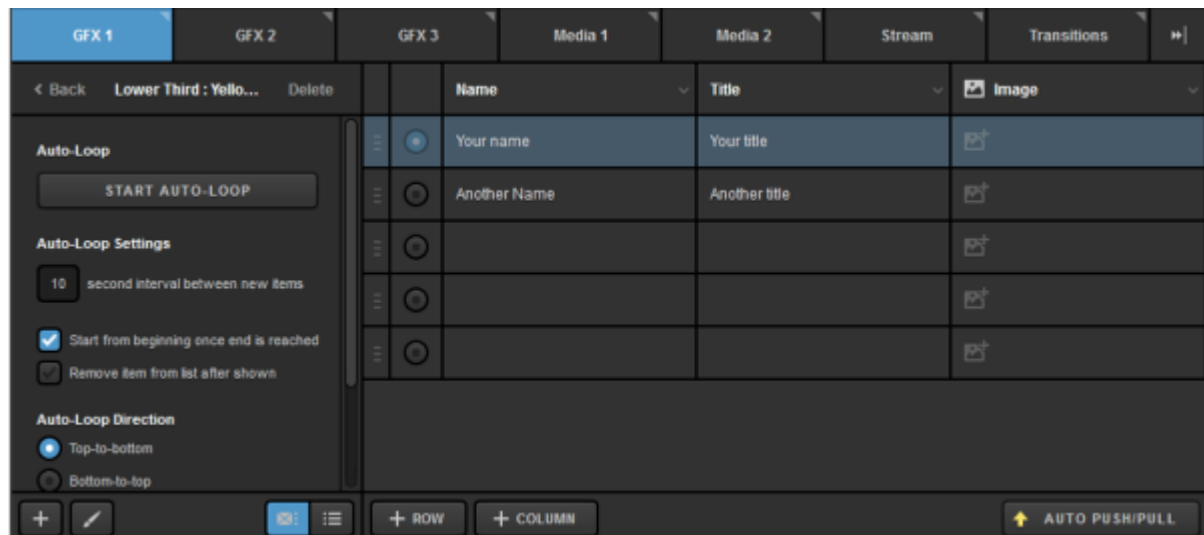 GFX 1 GFX 2 GFX 3 Media 1 Media 2 Stream Transitions
< Back Lower Third : Yello... Delete Name Title Image
Auto-Loop
START AUTO-LOOP
Your name Your title
Another Name Another title
Auto-Loop Settings
10 second interval between new items
Start from beginning once end is reached
Remove item from list after shown
Auto-Loop Direction
Top-to-bottom
Bottom-to-top
+ ROW + COLUMN AUTO PUSH/PULL